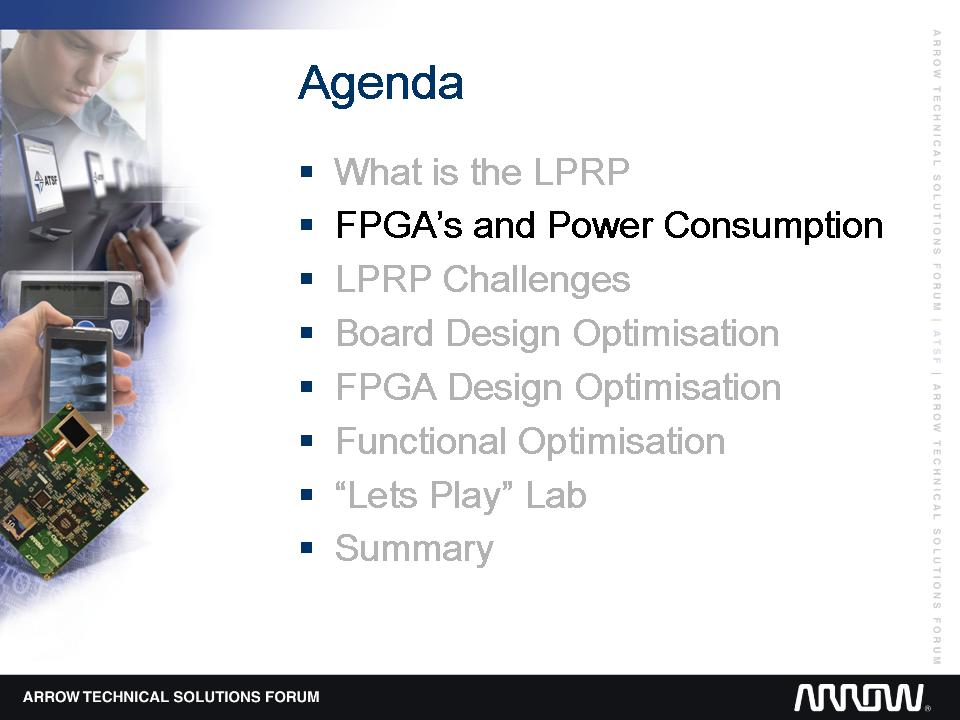 Agenda
▪ What is the LPRP
▪ FPGA’s and Power Consumption
▪ LPRP Challenges
▪ Board Design Optimisation
▪ FPGA Design Optimisation
▪ Functional Optimisation
▪ “Lets Play” Lab
▪ Summary
ARROW TECHNICAL SOLUTIONS FORUM | ATSF | ARROW TECHNICAL SOLUTIONS FORUM
ATSF
ARROW TECHNICAL SOLUTIONS FORUM
ARROW®